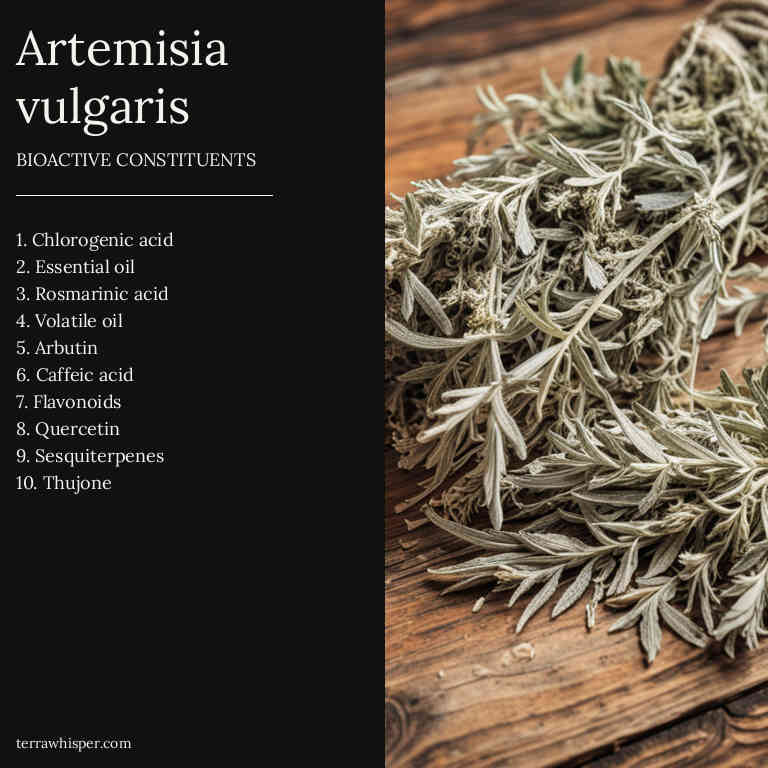 Artemisia
vulgaris
BIOACTIVE CONSTITUENTS
1. Chlorogenic acid
2. Essential oil
3. Rosmarinic acid
4. Volatile oil
5. Arbutin
6. Caffeic acid
7. Flavonoids
8. Quercetin
9. Sesquiterpenes
10. Thujone
terrawhisper.com